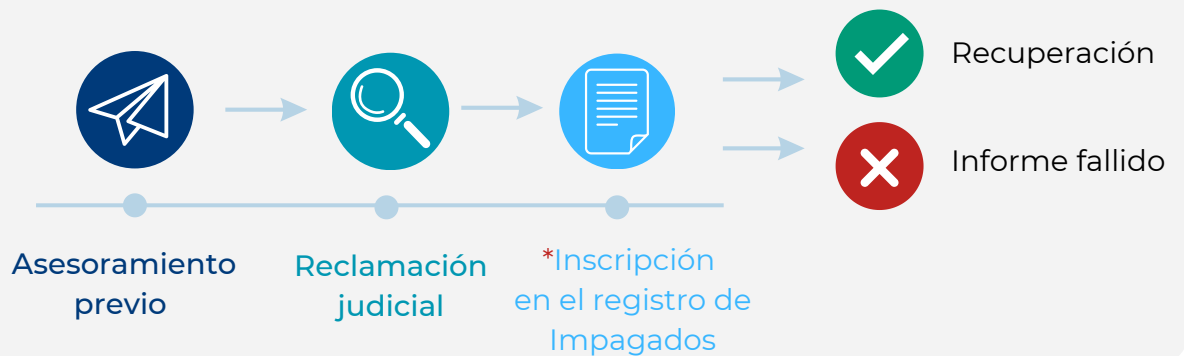 Asesoramiento
previo
Reclamación
judicial
*Inscripción
en el registro de
Impagados
Recuperación
Informe fallido